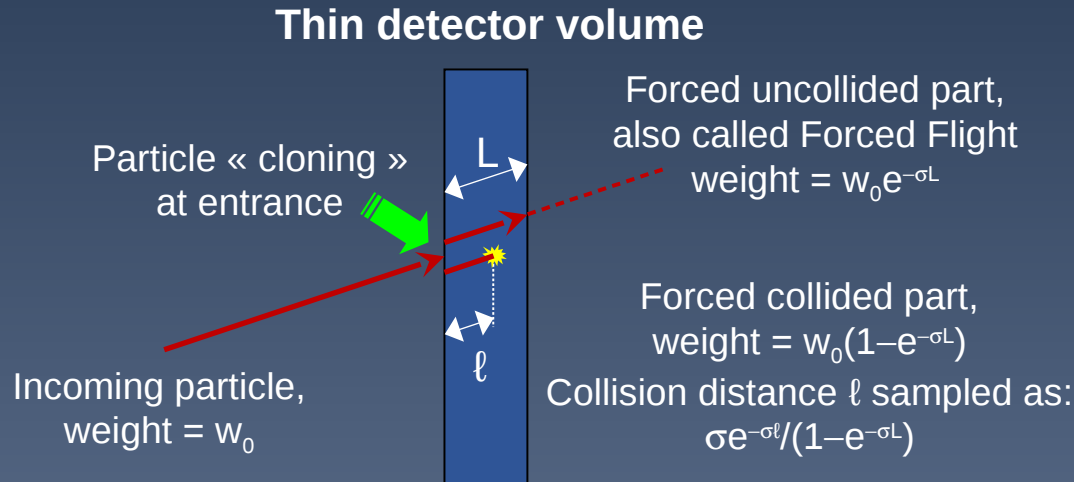 Thin detector volume
Particle « cloning »
at entrance
L
Forced uncollided part,
also called Forced Flight
weight = w₀e⁻σᴸ
Incoming particle,
weight = w₀
ℓ
Forced collided part,
weight = w₀(1–e⁻σᴸ)
Collision distance ℓ sampled as:
σe⁻σℓ/(1–e⁻σᴸ)